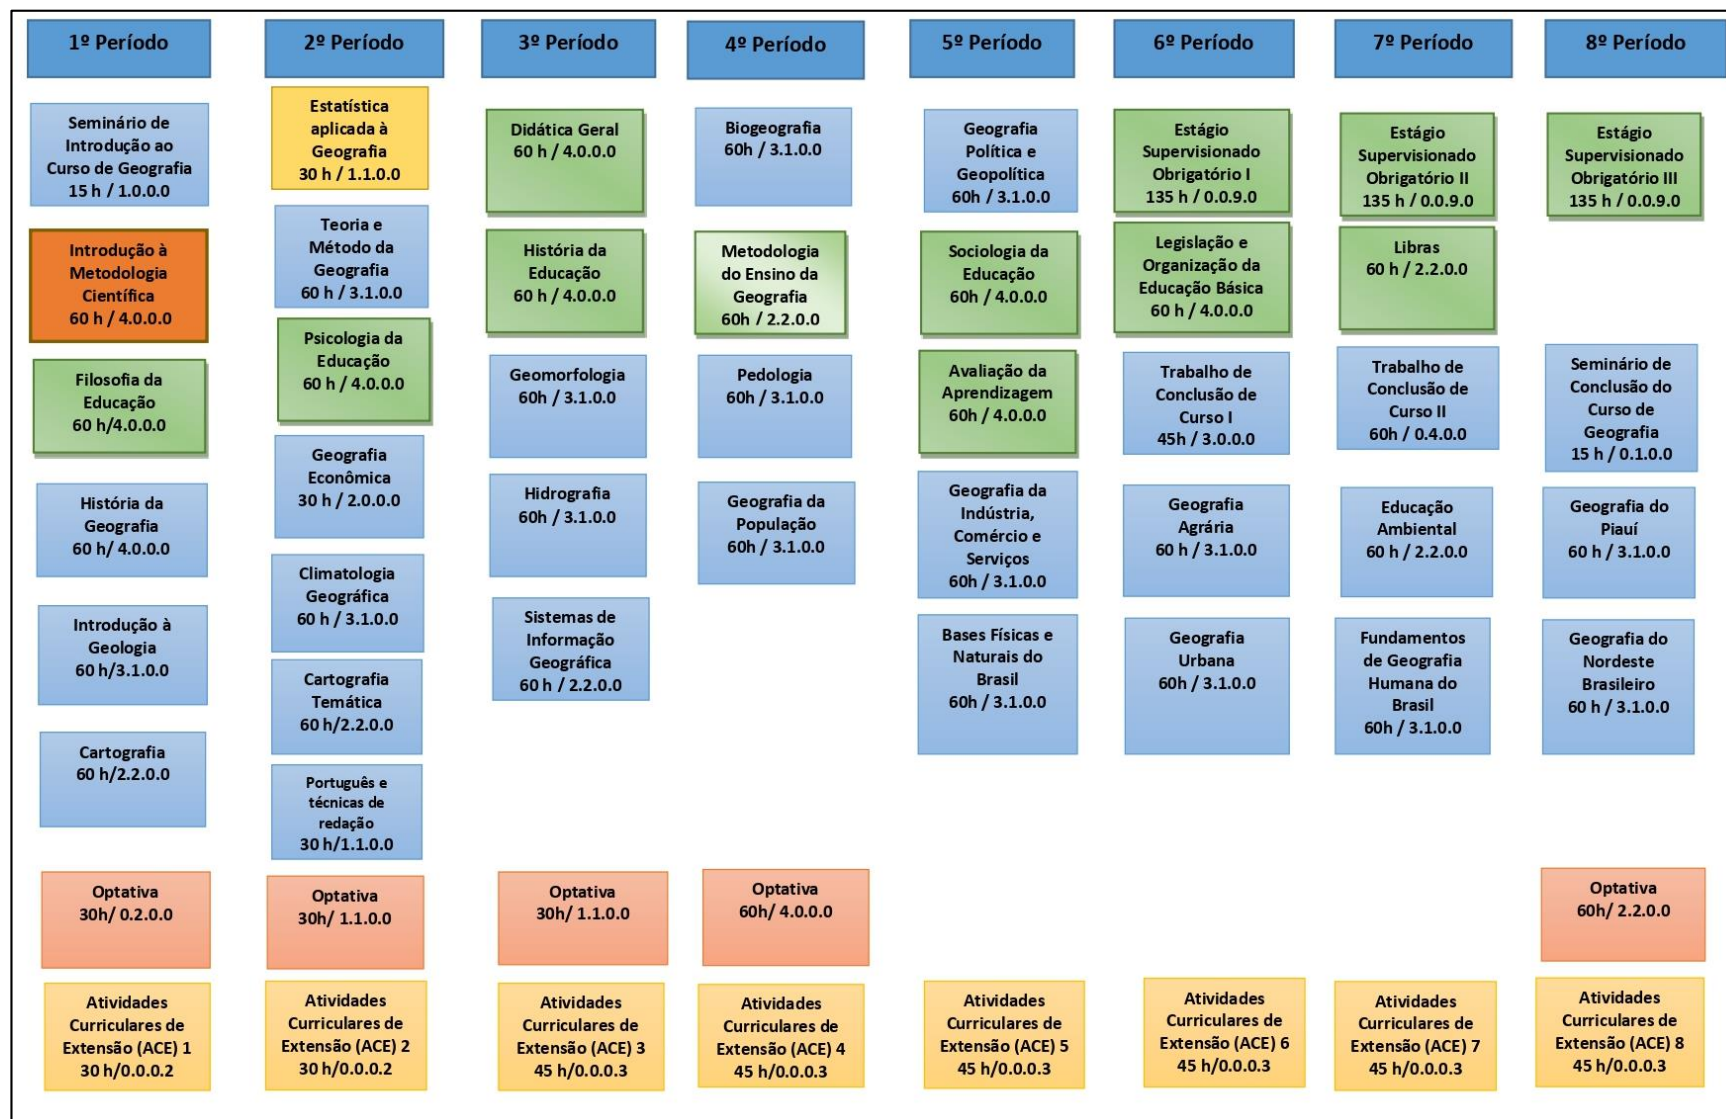 1º Período
2º Período
3º Período
4º Período
5º Período
6º Período
7º Período
8º Período
Seminário de
Introdução ao
Curso de Geografia
15 h / 1.0.0.0
Introdução à
Metodologia
Científica
60 h / 4.0.0.0
Filosofia da
Educação
60 h/4.0.0.0
História da
Geografia
60 h/ 4.0.0.0
Introdução à
Geologia
60 h/3.1.0.0
Cartografia
60 h/2.2.0.0
Optativa
30h/ 0.2.0.0
Atividades
Curriculares de
Extensão (ACE) 1
30 h/0.0.0.2
Estatística
aplicada à
Geografia
30 h / 1.1.0.0
Teoria e
Método da
Geografia
60 h / 3.1.0.0
Psicologia da
Educação
60 h / 4.0.0.0
Geografia
Econômica
30 h / 2.0.0.0
Climatologia
Geográfica
60 h / 3.1.0.0
Cartografia
Temática
60 h/2.2.0.0
Português e
técnicas de
redação
30 h/1.1.0.0
Optativa
30h/ 1.1.0.0
Atividades
Curriculares de
Extensão (ACE) 2
30 h/0.0.0.2
Didática Geral
60 h / 4.0.0.0
História da
Educação
60 h / 4.0.0.0
Geomorfologia
60h / 3.1.0.0
Hidrografia
60h / 3.1.0.0
Sistemas de
Informação
Geográfica
60 h / 2.2.0.0
Optativa
30h/ 1.1.0.0
Atividades
Curriculares de
Extensão (ACE) 3
45 h/0.0.0.3
Biogeografia
60h / 3.1.0.0
Metodologia
do Ensino da
Geografia
60h / 2.2.0.0
Pedologia
60h / 3.1.0.0
Geografia da
População
60h / 3.1.0.0
Optativa
60h/ 4.0.0.0
Atividades
Curriculares de
Extensão (ACE) 4
45 h/0.0.0.3
Geografia
Política e
Geopolítica
60h / 3.1.0.0
Sociologia da
Educação
60h / 4.0.0.0
Avaliação da
Aprendizagem
60h / 4.0.0.0
Geografia da
Indústria,
Comércio e
Serviços
60h / 3.1.0.0
Bases Físicas e
Naturais do
Brasil
60h / 3.1.0.0
Atividades
Curriculares de
Extensão (ACE) 5
45 h/0.0.0.3
Estágio
Supervisionado
Obrigatório I
135 h / 0.0.9.0
Legislação e
Organização da
Educação Básica
60 h / 4.0.0.0
Trabalho de
Conclusão de
Curso I
45h / 3.0.0.0
Geografia
Agrária
60 h / 3.1.0.0
Geografia
Urbana
60h / 3.1.0.0
Atividades
Curriculares de
Extensão (ACE) 6
45 h/0.0.0.3
Estágio
Supervisionado
Obrigatório II
135 h / 0.0.9.0
Libras
60 h / 2.2.0.0
Trabalho de
Conclusão de
Curso II
60h / 0.4.0.0
Educação
Ambiental
60 h / 2.2.0.0
Fundamentos
de Geografia
Humana do
Brasil
60h / 3.1.0.0
Atividades
Curriculares de
Extensão (ACE) 7
45 h/0.0.0.3
Estágio
Supervisionado
Obrigatório III
135 h / 0.0.9.0
Seminário de
Conclusão do
Curso de
Geografia
15 h / 0.1.0.0
Geografia do
Piauí
60 h / 3.1.0.0
Geografia do
Nordeste
Brasileiro
60 h / 3.1.0.0
Optativa
60h/ 2.2.0.0
Atividades
Curriculares de
Extensão (ACE) 8
45 h/0.0.0.3